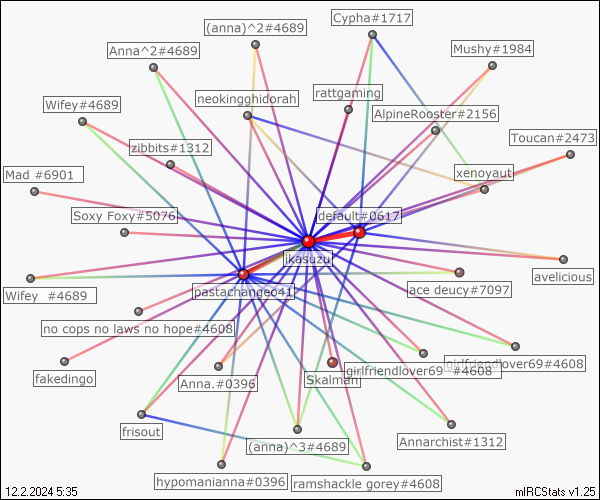 Cypha#1717
(anna)^2#4689
Anna^2#4689
Mushy#1984
rattgaming
neokingghidorah
Wifey#4689
AlpineRooster#2156
Toucan#2473
zibbits#1312
Mad #6901
xenoyaut
Soxy Foxy#5076
default#0617
jkasuzu
avelicious
ace deucy#7097
Wifey  #4689
pastachangeo41
no cops no laws no hope#4608
girlfriendlover69#4608
girlfriendlover69 #4608
fakedingo
Anna.#0396
Skalman
frisout
Annarchist#1312
(anna)^3#4689
hypomanianna#0396
ramshackle gorey#4608
12.2.2024 5:35
mIRCStats v1.25